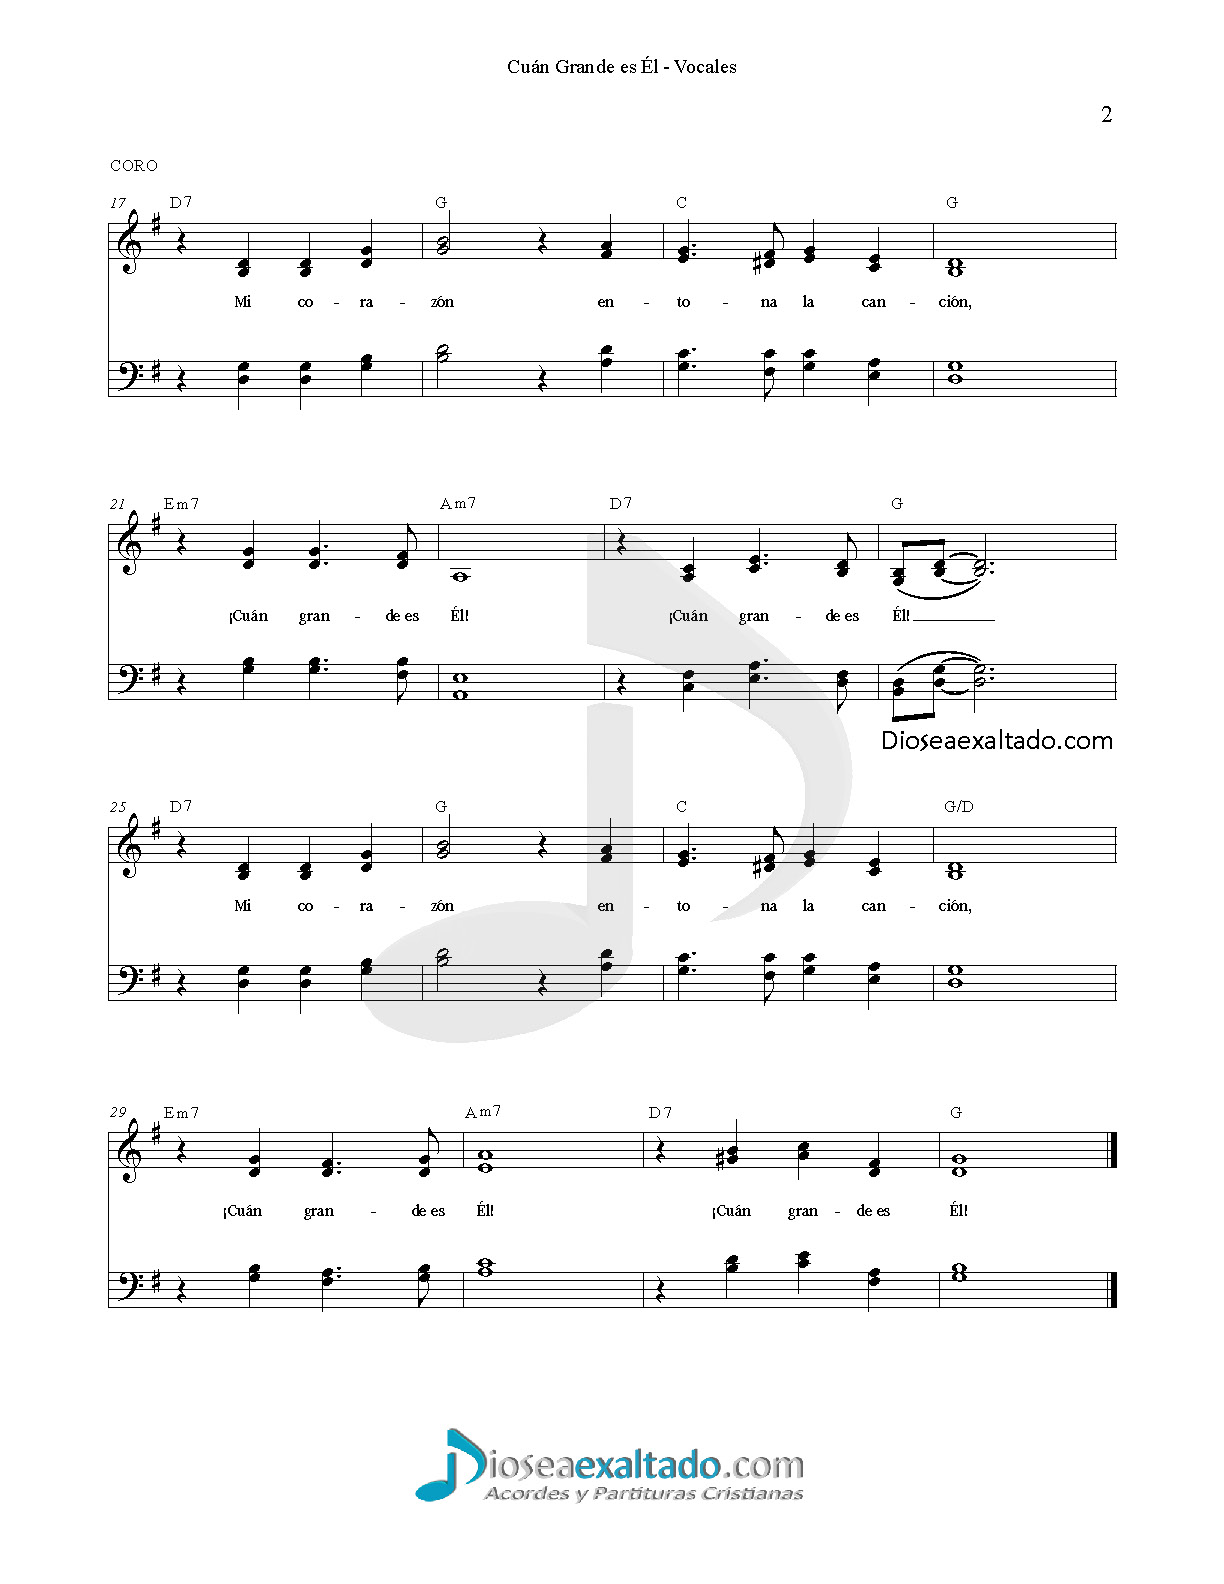 Cuán Grande es Él - Vocales
2
CORO
17 D7 G C G
Mi co - ra - zón en - to - na la can - ción,
21 Em7 Am7 D7 G
¡Cuán gran - de es Él! ¡Cuán gran - de es Él!
Dioseaexaltado.com
25 D7 G C G/D
Mi co - ra - zón en - to - na la can - ción,
29 Em7 Am7 D7 G
¡Cuán gran - de es Él! ¡Cuán gran - de es Él!
Dioseaexaltado.com
Acordes y Partituras Cristianas